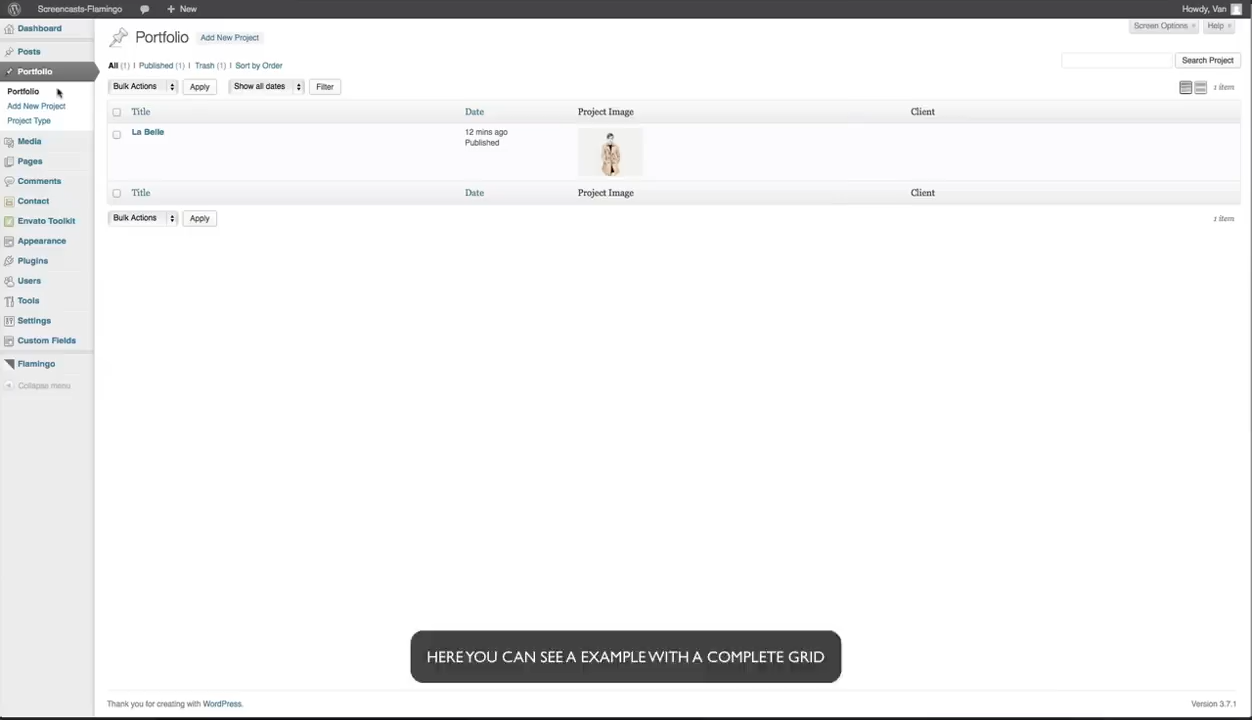 Screencasts-Flamingo + New Howdy, Van
Screen Options Help
Dashboard
Posts
Portfolio
Portfolio
Add New Project
Project Type
Media
Pages
Comments
Contact
Envato Toolkit
Appearance
Plugins
Users
Tools
Settings
Custom Fields
Flamingo
Collapse menu
Portfolio Add New Project
All (1) | Published (1) | Trash (1) | Sort by Order
Search Project
Bulk Actions Apply Show all dates Filter 1 item
Title Date Project Image Client
La Belle 12 mins ago
Published
Title Date Project Image Client
Bulk Actions Apply 1 item
HERE YOU CAN SEE A EXAMPLE WITH A COMPLETE GRID
Thank you for creating with WordPress. Version 3.7.1